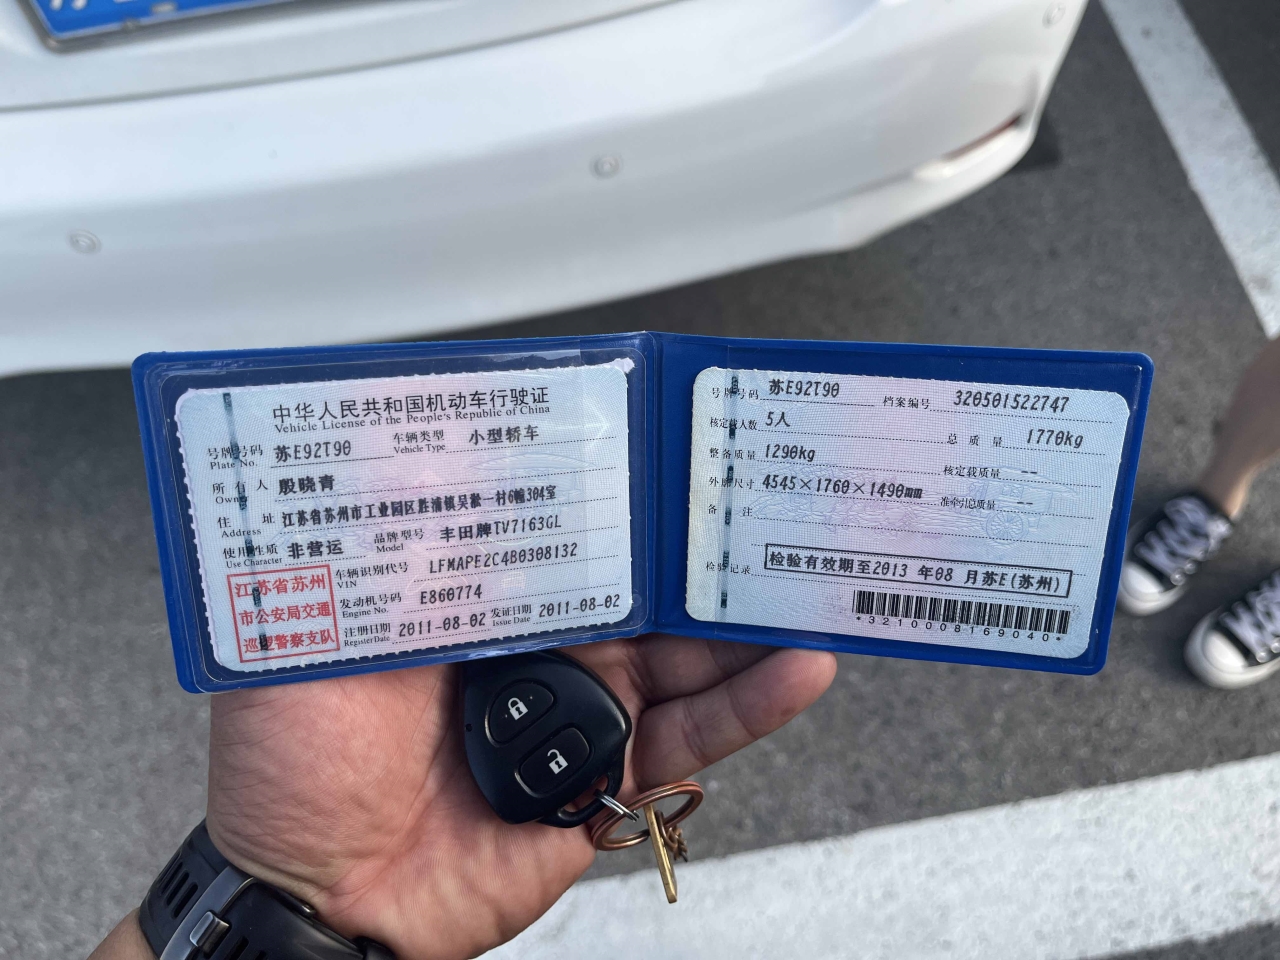 中华人民共和国机动车行驶证
Vehicle License of the People's Republic of China
号牌号码 苏E92T90 车辆类型 小型轿车
Plate No. Vehicle Type
所有人 殷晓青
Owner
住址 江苏省苏州市工业园区胜浦镇吴淞一村6幢304室
Address
使用性质 非营运 品牌型号 丰田牌TV7163GL
Use Character Model
江苏省苏州
市公安局交通
巡逻警察支队
车辆识别代号 LFMAPE2C4B0308132
VIN
发动机号码 E860774
Engine No.
注册日期 2011-08-02 发证日期 2011-08-02
Register Date Issue Date
号牌号码 苏E92T90 档案编号 320501522747
核定载人数 5人 总质量 1770kg
整备质量 1290kg 核定载质量 --
外廓尺寸 4545×1760×1490mm 准牵引总质量 --
备注
检验记录 检验有效期至2013 年08 月苏E(苏州)
*3210008169040*